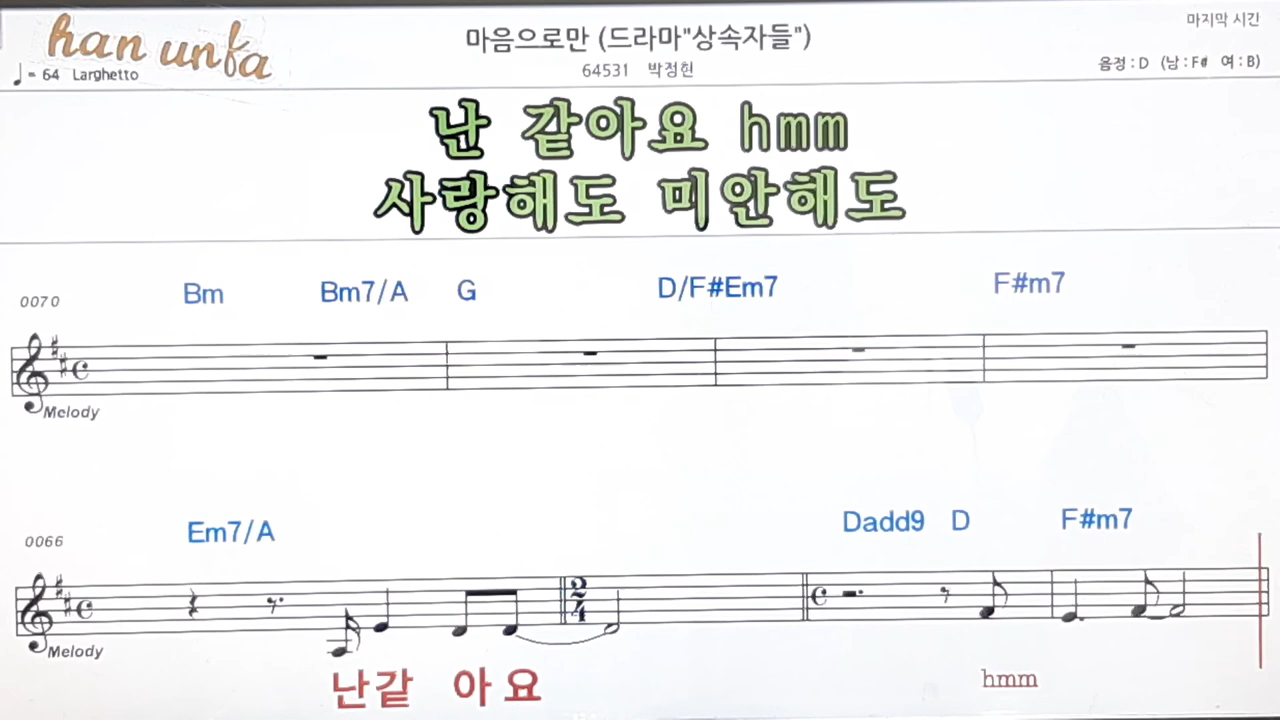 han unfa
마음으로만 (드라마"상속자들")
마지막 시간
♩= 64 Larghetto
64531 박정현
음정 : D (남 : F# 여 : B)
난 같아요 hmm
사랑해도 미안해도
0070 Bm Bm7/A G D/F#Em7 F#m7
Melody
0066 Em7/A Dadd9 D F#m7
2
4
Melody
난같 아 요 hmm